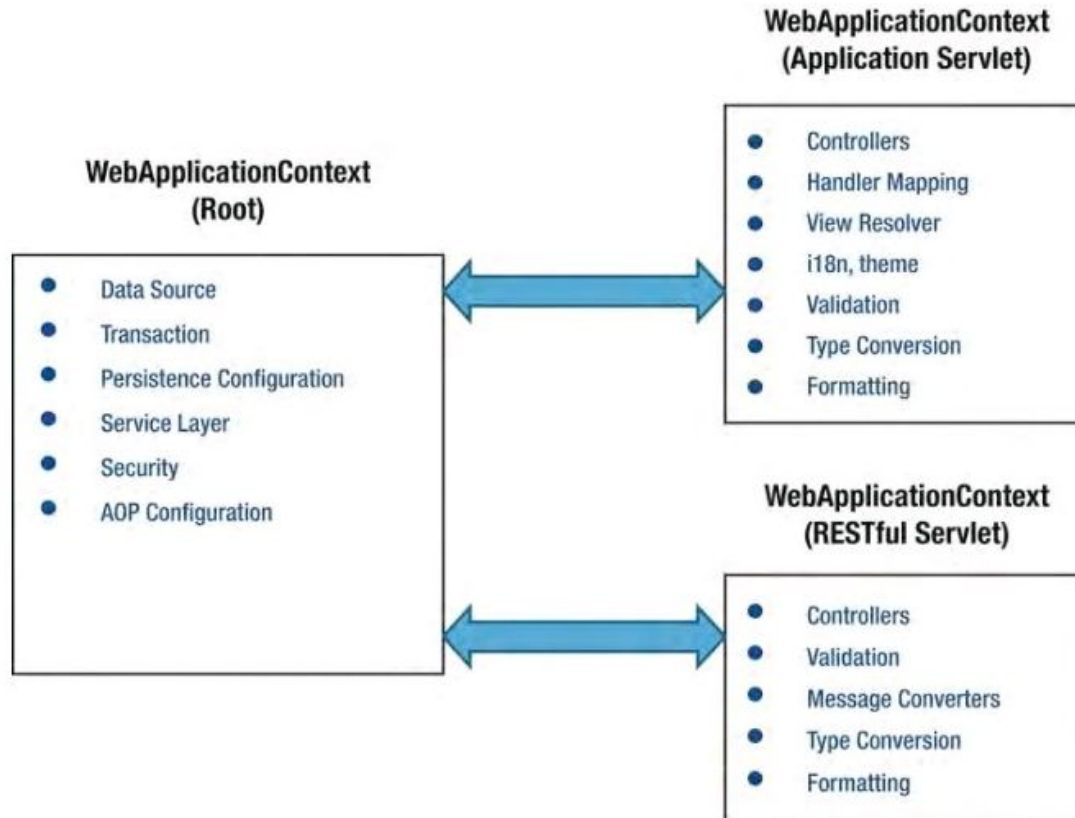 WebApplicationContext
(Application Servlet)
Controllers
Handler Mapping
View Resolver
i18n, theme
Validation
Type Conversion
Formatting
WebApplicationContext
(Root)
Data Source
Transaction
Persistence Configuration
Service Layer
Security
AOP Configuration
WebApplicationContext
(RESTful Servlet)
Controllers
Validation
Message Converters
Type Conversion
Formatting